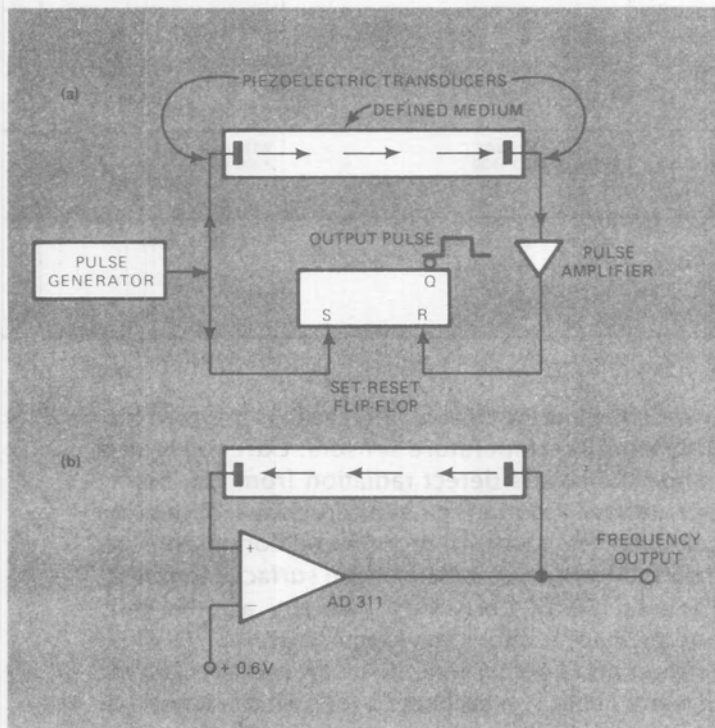 (a)
PIEZOELECTRIC TRANSDUCERS
DEFINED MEDIUM
PULSE
GENERATOR
OUTPUT PULSE
Q
PULSE
AMPLIFIER
S
R
SET-RESET
FLIP-FLOP
(b)
+
−
AD 311
+ 0.6V
FREQUENCY
OUTPUT